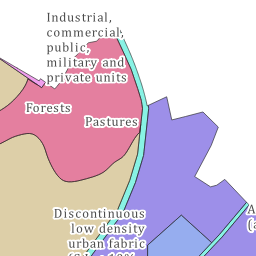 Industrial,
commercial,
public,
military and
private units
Forests
Pastures
Discontinuous
low density
urban fabric